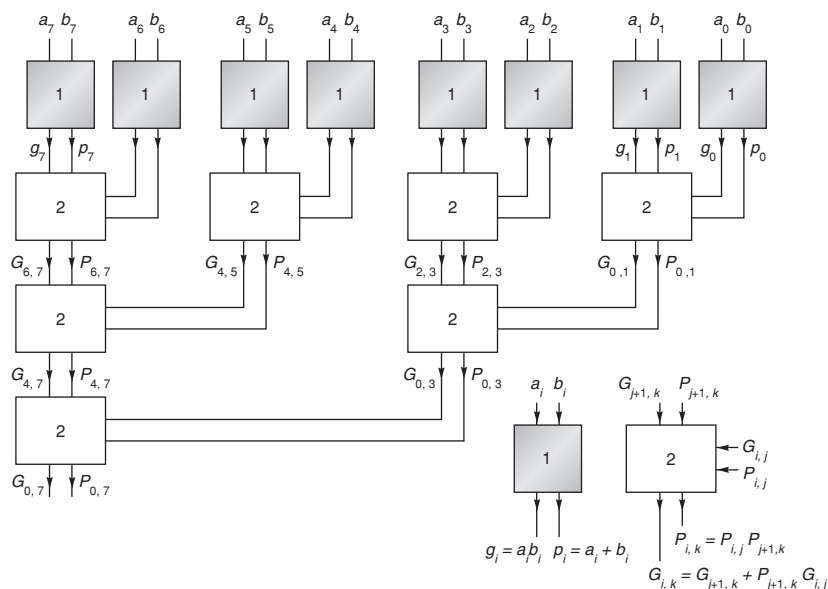 a7 b7 a6 b6 a5 b5 a4 b4 a3 b3 a2 b2 a1 b1 a0 b0
1 1 1 1 1 1 1 1
g7 p7 g1 p1 g0 p0
2 2 2 2
G6, 7 P6, 7 G4, 5 P4, 5 G2, 3 P2, 3 G0, 1 P0, 1
2 2
G4, 7 P4, 7 G0, 3 P0, 3
2
G0, 7 P0, 7
ai bi
1
gi = aibi pi = ai + bi
Gj+1, k Pj+1, k
2
Gi, j
Pi, j
Pi, k = Pi, j Pj+1,k
Gi, k = Gj+1, k + Pj+1, k Gi, j